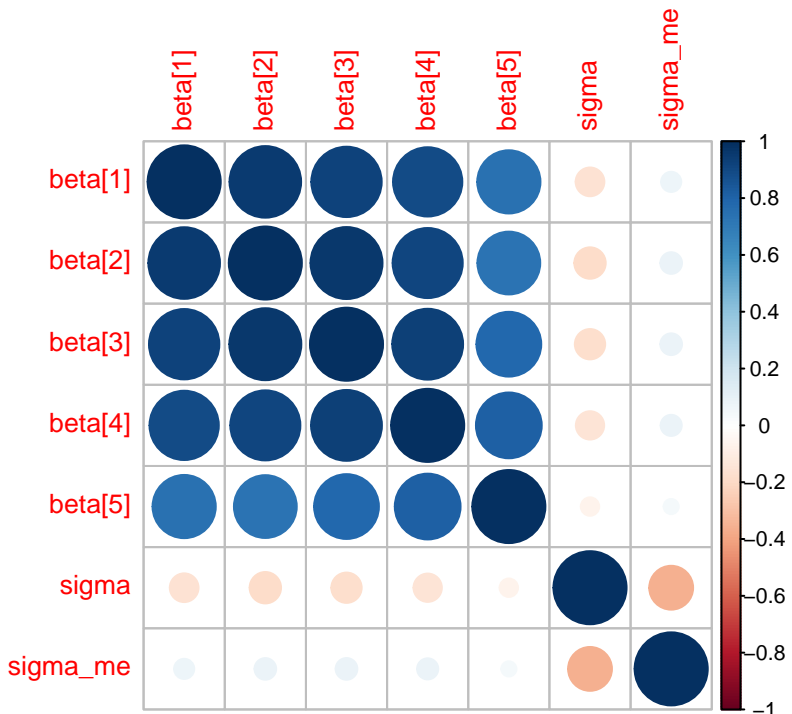 beta[1] beta[2] beta[3] beta[4] beta[5] sigma sigma_me
beta[1]
beta[2]
beta[3]
beta[4]
beta[5]
sigma
sigma_me
1
0.8
0.6
0.4
0.2
0
−0.2
−0.4
−0.6
−0.8
−1